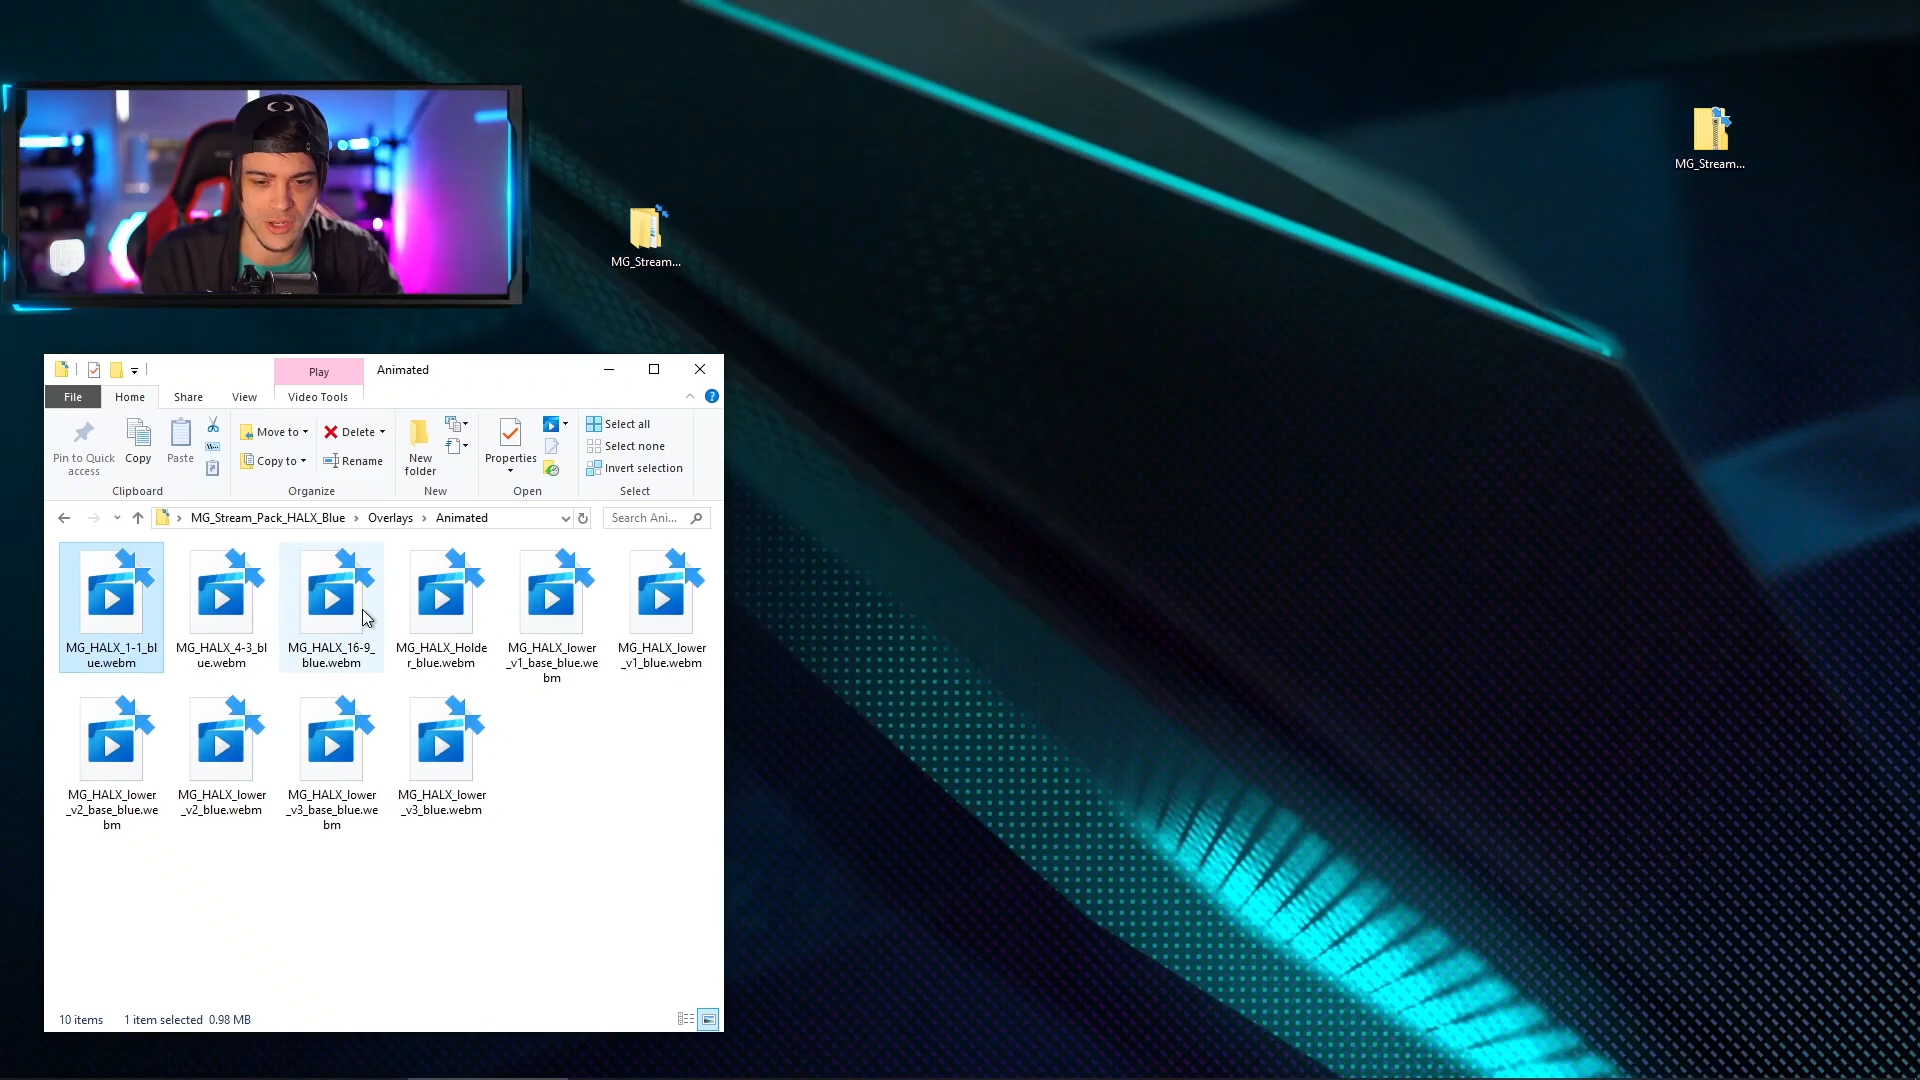 MG_Stream...
MG_Stream...
Play
Animated
File
Home
Share
View
Video Tools
Pin to Quick
access
Copy
Paste
Move to
Copy to
Delete
Rename
New
folder
Properties
Select all
Select none
Invert selection
Clipboard
Organize
New
Open
Select
MG_Stream_Pack_HALX_Blue
Overlays
Animated
Search Ani...
MG_HALX_1-1_bl
ue.webm
MG_HALX_4-3_bl
ue.webm
MG_HALX_16-9_
blue.webm
MG_HALX_Holde
r_blue.webm
MG_HALX_lower
_v1_base_blue.we
bm
MG_HALX_lower
_v1_blue.webm
MG_HALX_lower
_v2_base_blue.we
bm
MG_HALX_lower
_v2_blue.webm
MG_HALX_lower
_v3_base_blue.we
bm
MG_HALX_lower
_v3_blue.webm
10 items
1 item selected 0.98 MB